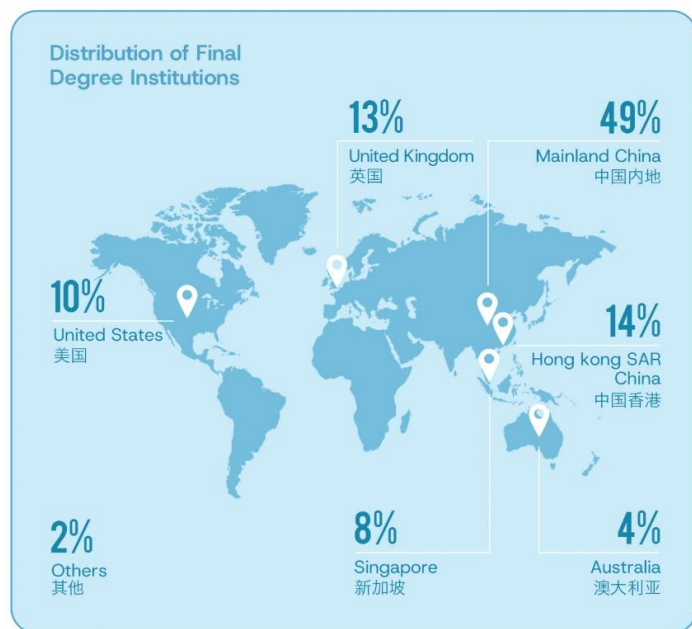 Distribution of Final
Degree Institutions
13%
United Kingdom
英国
49%
Mainland China
中国内地
10%
United States
美国
14%
Hong kong SAR
China
中国香港
2%
Others
其他
8%
Singapore
新加坡
4%
Australia
澳大利亚